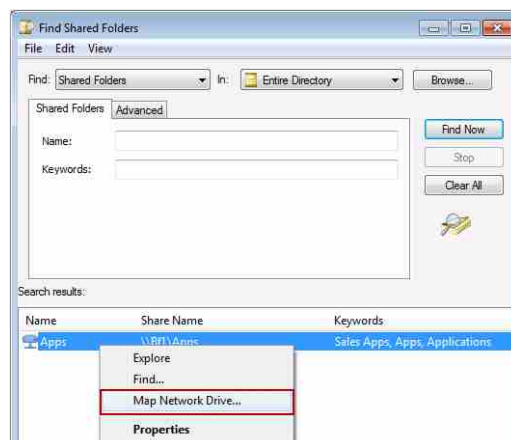 Find Shared Folders
File Edit View
Find: Shared Folders In: Entire Directory Browse...
Shared Folders Advanced
Name:
Keywords:
Find Now
Stop
Clear All
Search results:
Name Share Name Keywords
Apps \\Bf1\Apps Sales Apps, Apps, Applications
Explore
Find...
Map Network Drive...
Properties